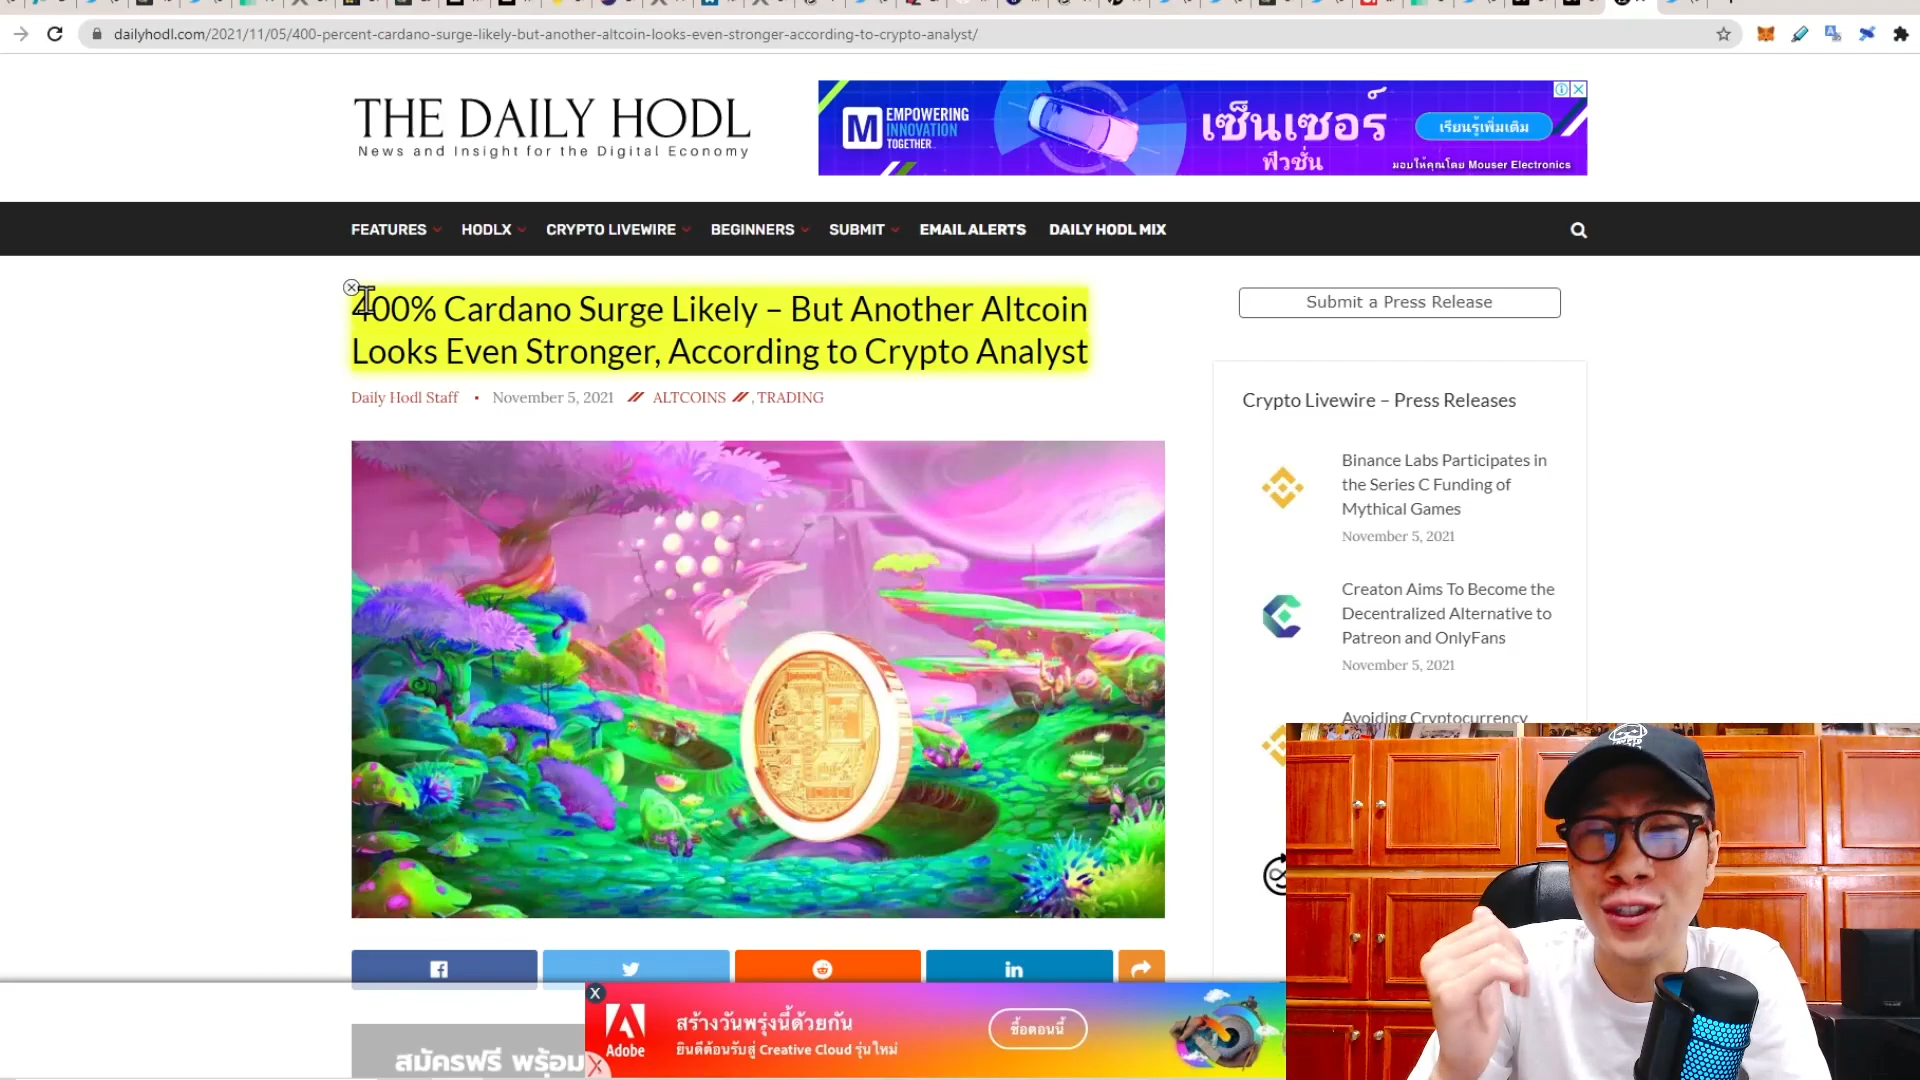 dailyhodl.com/2021/11/05/400-percent-cardano-surge-likely-but-another-altcoin-looks-even-stronger-according-to-crypto-analyst/
THE DAILY HODL
News and Insight for the Digital Economy
M EMPOWERING
INNOVATION
TOGETHER
เซ็นเซอร์
ฟิวชั่น
เรียนรู้เพิ่มเติม
มอบให้คุณโดย Mouser Electronics
FEATURES HODLX CRYPTO LIVEWIRE BEGINNERS SUBMIT EMAIL ALERTS DAILY HODL MIX
400% Cardano Surge Likely – But Another Altcoin
Looks Even Stronger, According to Crypto Analyst
Daily Hodl Staff • November 5, 2021 ALTCOINS , TRADING
Submit a Press Release
Crypto Livewire – Press Releases
Binance Labs Participates in
the Series C Funding of
Mythical Games
November 5, 2021
Creaton Aims To Become the
Decentralized Alternative to
Patreon and OnlyFans
November 5, 2021
Avoiding Cryptocurrency
in
X
Adobe
สร้างวันพรุ่งนี้ด้วยกัน
ยินดีต้อนรับสู่ Creative Cloud รุ่นใหม่
ซื้อตอนนี้
สมัครฟรี พร้อม